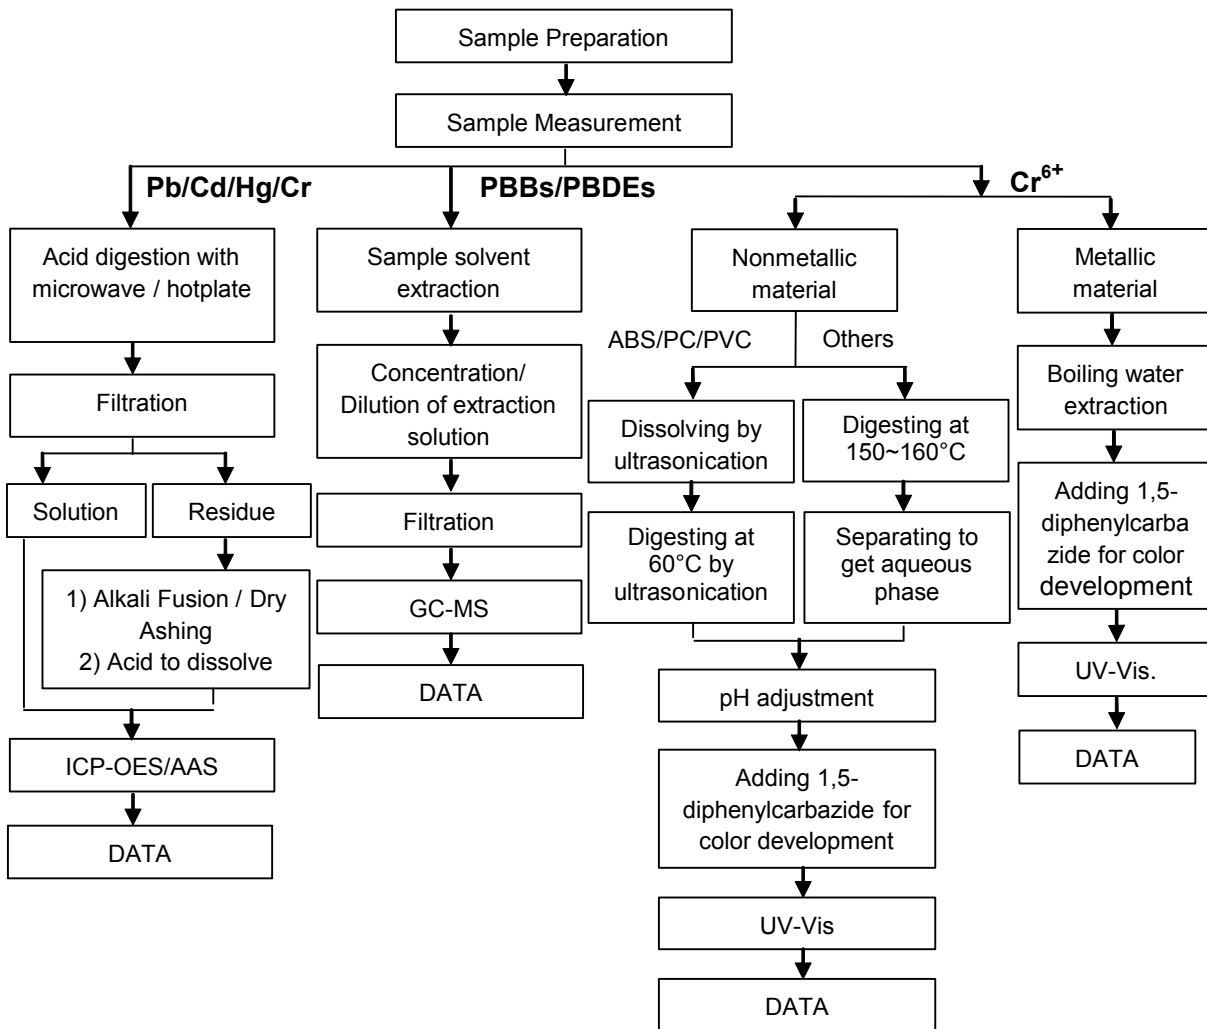 Sample Preparation
Sample Measurement
Pb/Cd/Hg/Cr
PBBs/PBDEs
Cr⁶⁺
Acid digestion with
microwave / hotplate
Filtration
Solution
Residue
1) Alkali Fusion / Dry
Ashing
2) Acid to dissolve
ICP-OES/AAS
DATA
Sample solvent
extraction
Concentration/
Dilution of extraction
solution
Filtration
GC-MS
DATA
Nonmetallic
material
ABS/PC/PVC
Others
Dissolving by
ultrasonication
Digesting at
60°C by
ultrasonication
Digesting at
150~160°C
Separating to
get aqueous
phase
pH adjustment
Adding 1,5-
diphenylcarbazide for
color development
UV-Vis
DATA
Metallic
material
Boiling water
extraction
Adding 1,5-
diphenylcarba
zide for color
development
UV-Vis.
DATA